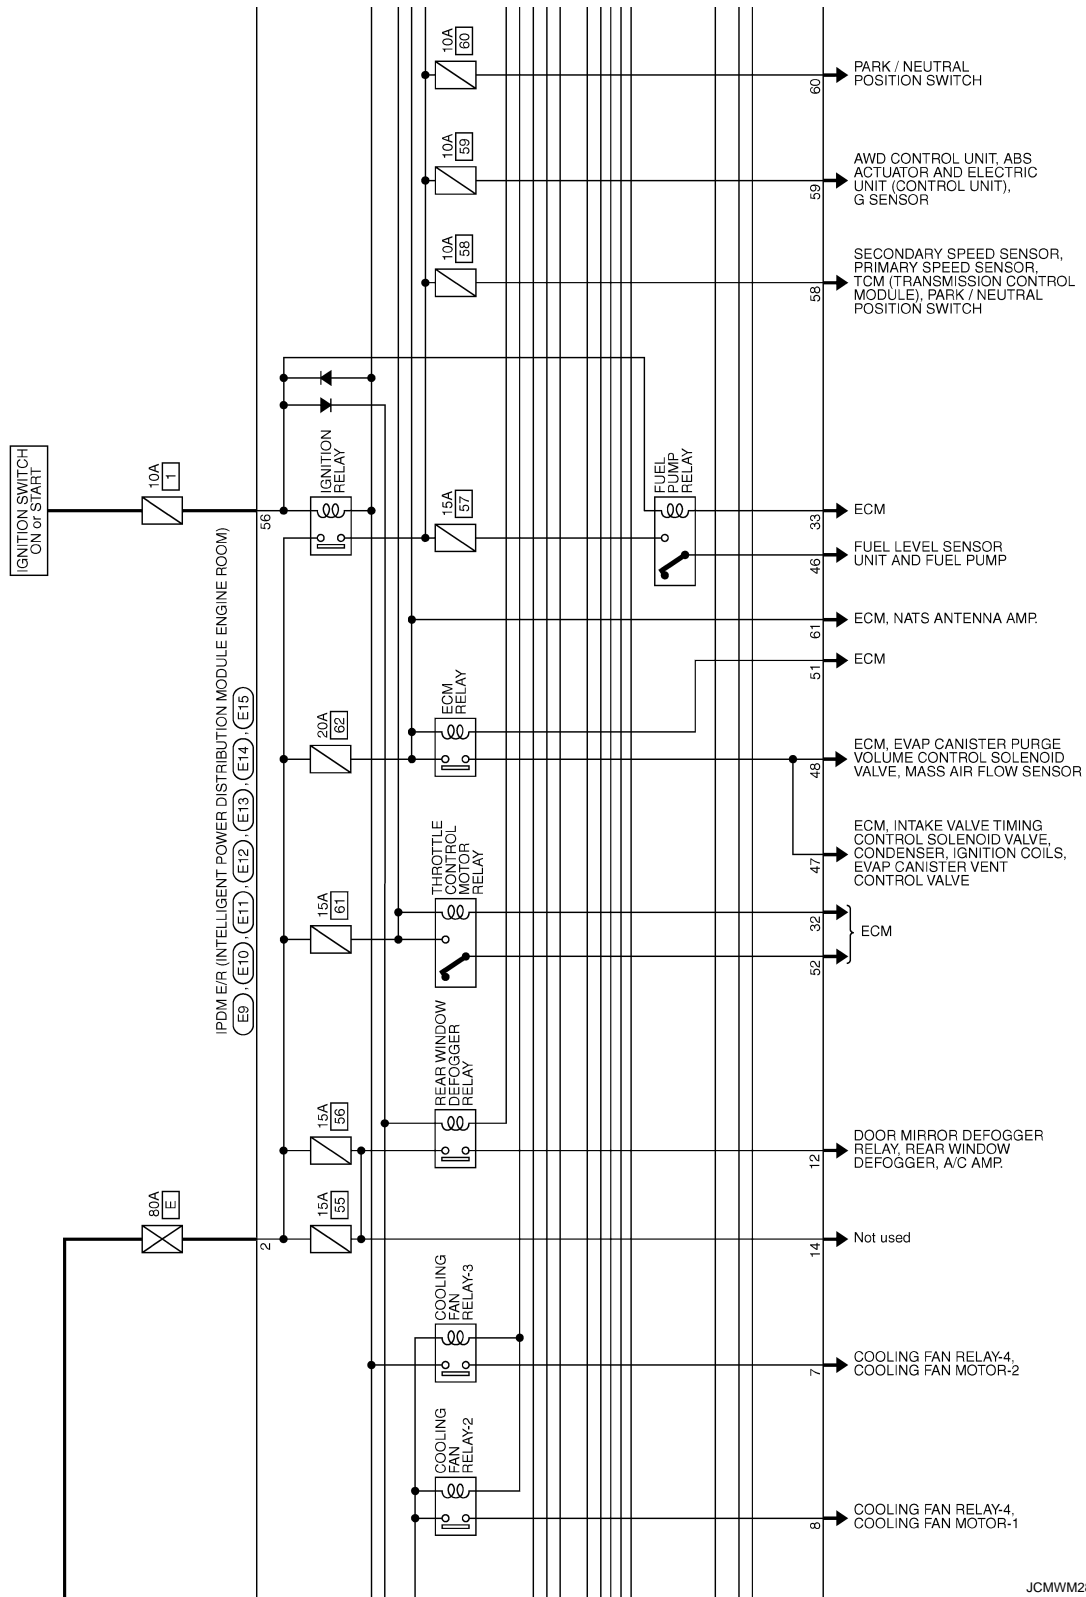 10A
60
60
PARK / NEUTRAL
POSITION SWITCH
10A
59
59
AWD CONTROL UNIT, ABS
ACTUATOR AND ELECTRIC
UNIT (CONTROL UNIT),
G SENSOR
10A
58
58
SECONDARY SPEED SENSOR,
PRIMARY SPEED SENSOR,
TCM (TRANSMISSION CONTROL
MODULE), PARK / NEUTRAL
POSITION SWITCH
IGNITION SWITCH
ON or START
10A
1
56
IGNITION
RELAY
15A
57
FUEL
PUMP
RELAY
33
ECM
46
FUEL LEVEL SENSOR
UNIT AND FUEL PUMP
IPDM E/R (INTELLIGENT POWER DISTRIBUTION MODULE ENGINE ROOM)
E9 , E10 , E11 , E12 , E13 , E14 , E15
61
ECM, NATS ANTENNA AMP.
51
ECM
20A
62
ECM
RELAY
48
ECM, EVAP CANISTER PURGE
VOLUME CONTROL SOLENOID
VALVE, MASS AIR FLOW SENSOR
47
ECM, INTAKE VALVE TIMING
CONTROL SOLENOID VALVE,
CONDENSER, IGNITION COILS,
EVAP CANISTER VENT
CONTROL VALVE
15A
61
THROTTLE
CONTROL
MOTOR
RELAY
32
52
ECM
15A
56
REAR WINDOW
DEFOGGER
RELAY
12
DOOR MIRROR DEFOGGER
RELAY, REAR WINDOW
DEFOGGER, A/C AMP.
80A
E
2
15A
55
14
Not used
COOLING
FAN
RELAY-3
7
COOLING FAN RELAY-4,
COOLING FAN MOTOR-2
COOLING
FAN
RELAY-2
8
COOLING FAN RELAY-4,
COOLING FAN MOTOR-1